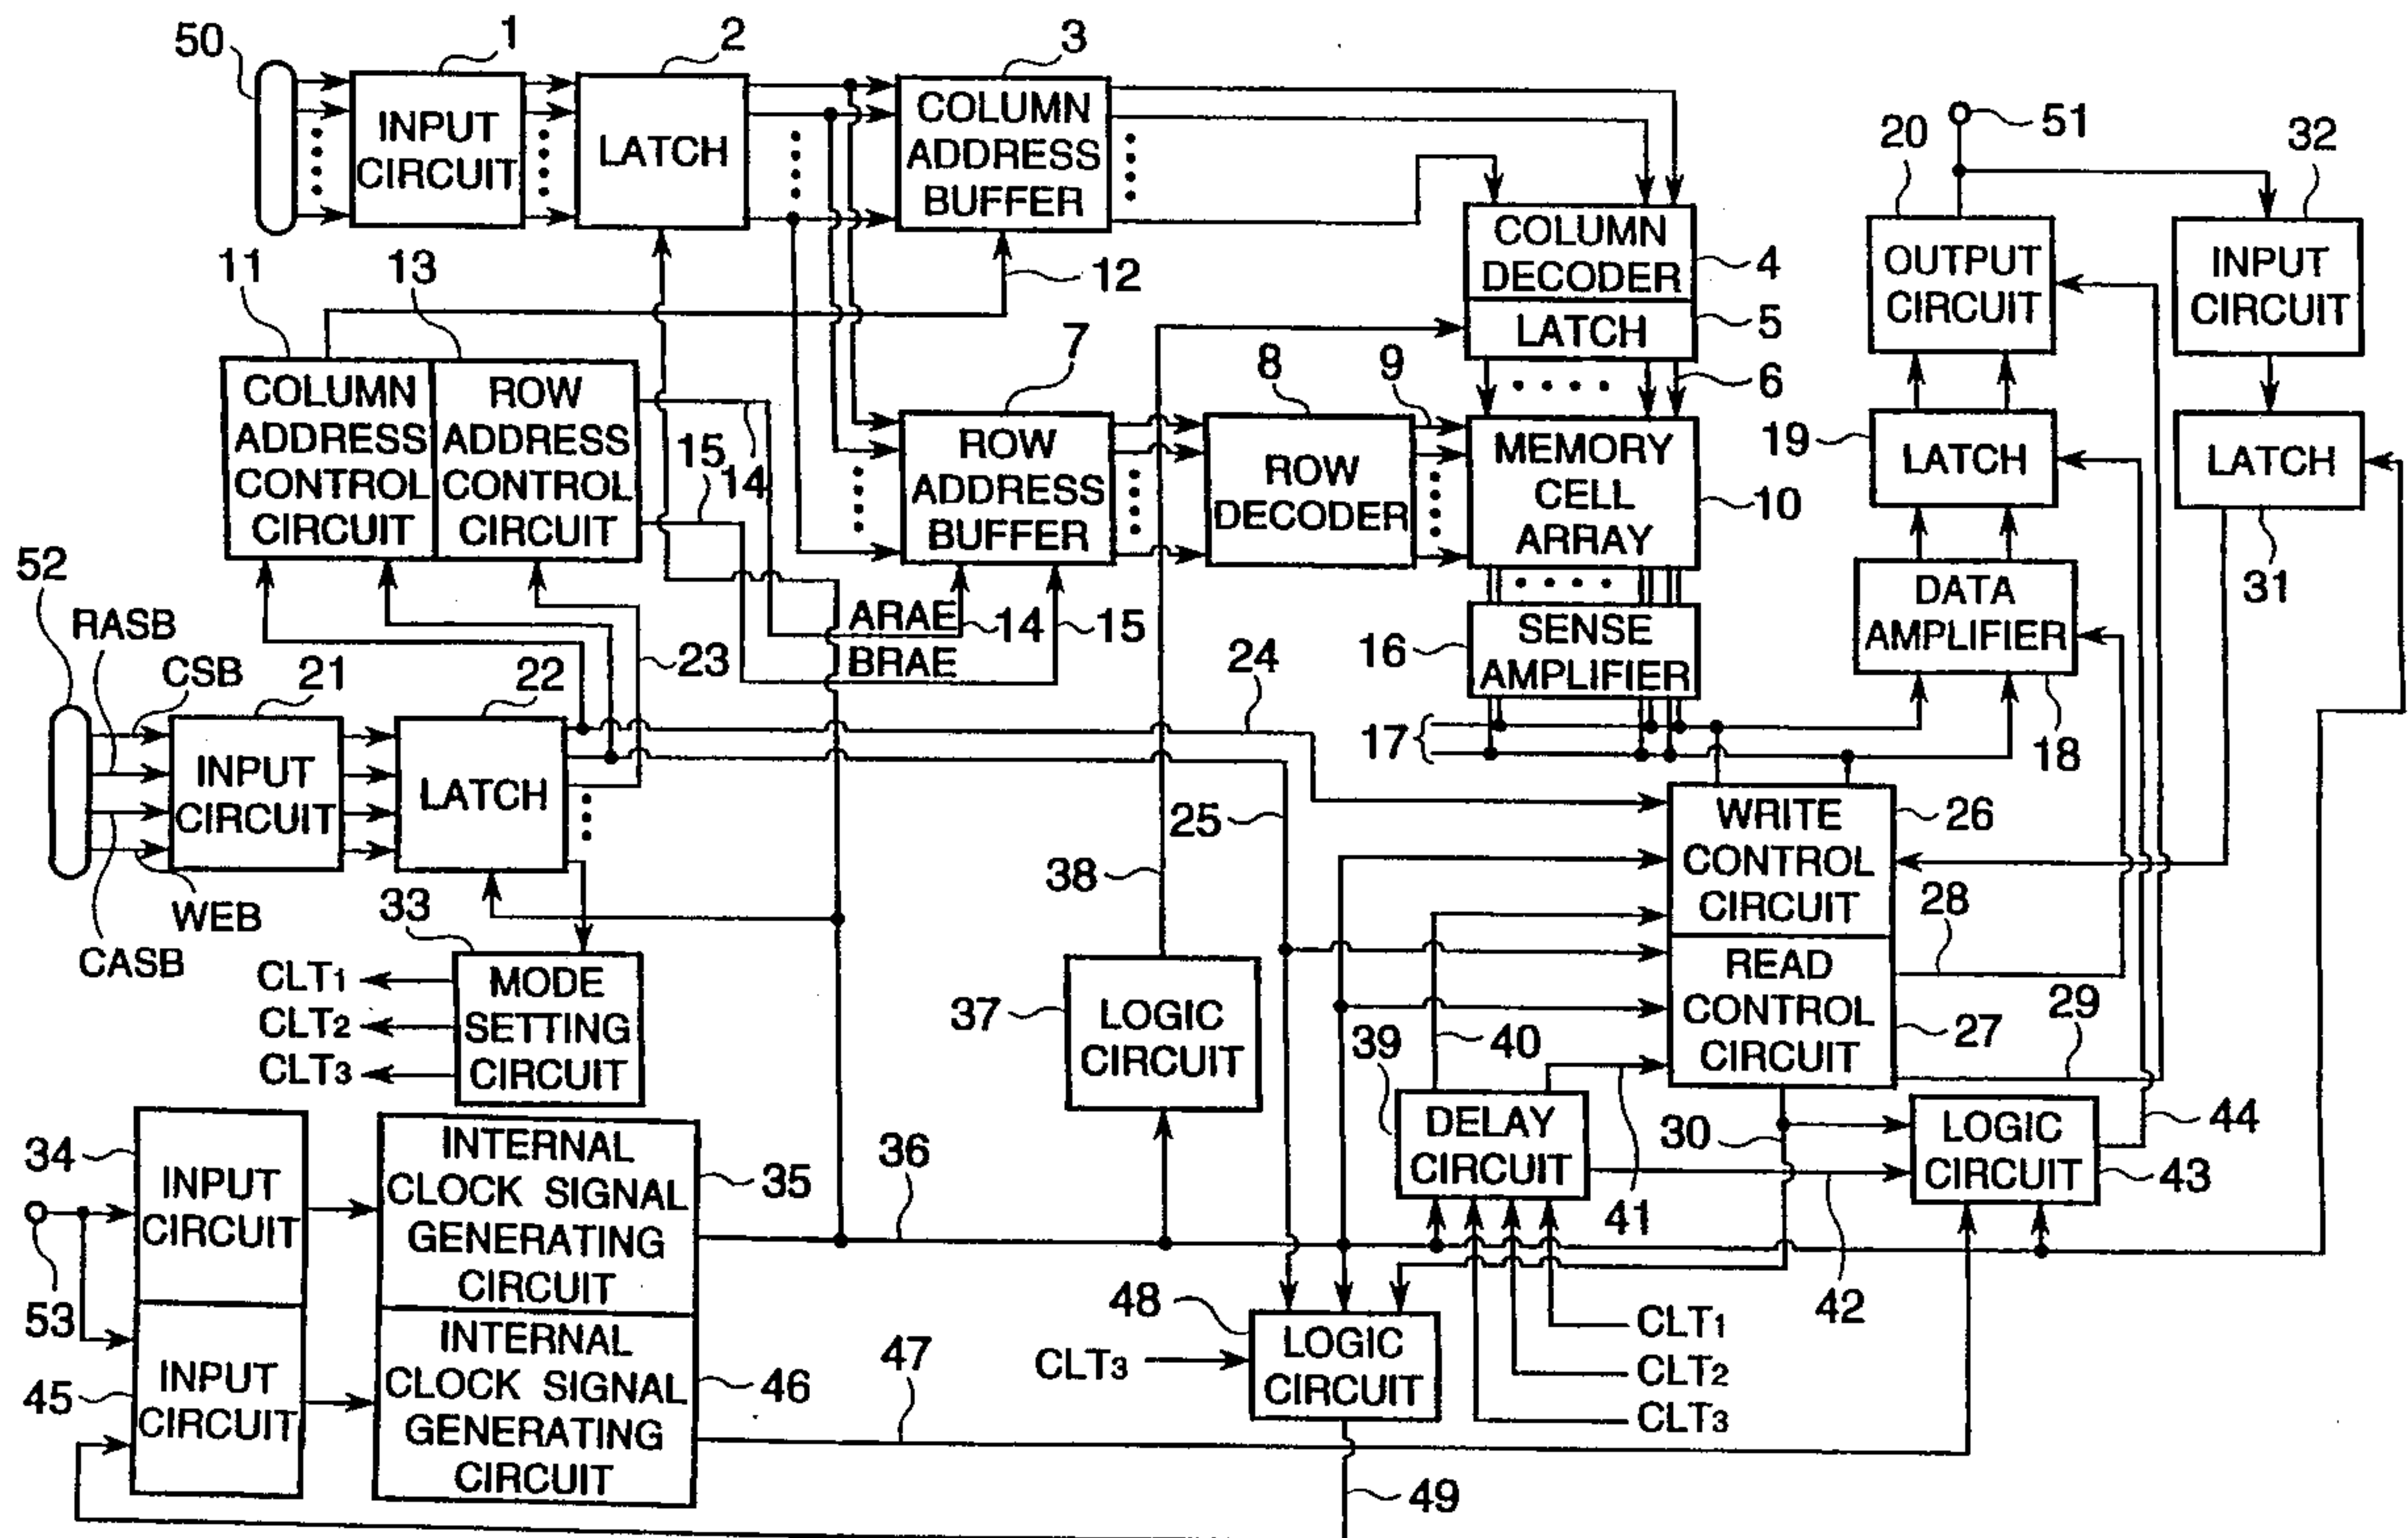 50
1
2
3
INPUT
CIRCUIT
LATCH
COLUMN
ADDRESS
BUFFER
51
20
32
11
13
12
COLUMN
DECODER
4
LATCH
5
6
OUTPUT
CIRCUIT
INPUT
CIRCUIT
COLUMN
ADDRESS
CONTROL
CIRCUIT
ROW
ADDRESS
CONTROL
CIRCUIT
14
15
14
7
8
9
ROW
ADDRESS
BUFFER
ROW
DECODER
MEMORY
CELL
ARRAY
10
19
LATCH
LATCH
31
52
RASB
CSB
21
22
23
ARAE
BRAE
14
15
24
16
SENSE
AMPLIFIER
DATA
AMPLIFIER
18
17
INPUT
CIRCUIT
LATCH
25
WRITE
CONTROL
CIRCUIT
26
38
WEB
CASB
33
28
CLT1
CLT2
CLT3
MODE
SETTING
CIRCUIT
37
LOGIC
CIRCUIT
39
40
READ
CONTROL
CIRCUIT
27
29
34
INPUT
CIRCUIT
INTERNAL
CLOCK SIGNAL
GENERATING
CIRCUIT
35
36
DELAY
CIRCUIT
41
30
LOGIC
CIRCUIT
44
43
42
53
45
INPUT
CIRCUIT
INTERNAL
CLOCK SIGNAL
GENERATING
CIRCUIT
46
47
48
CLT3
LOGIC
CIRCUIT
CLT1
CLT2
CLT3
49